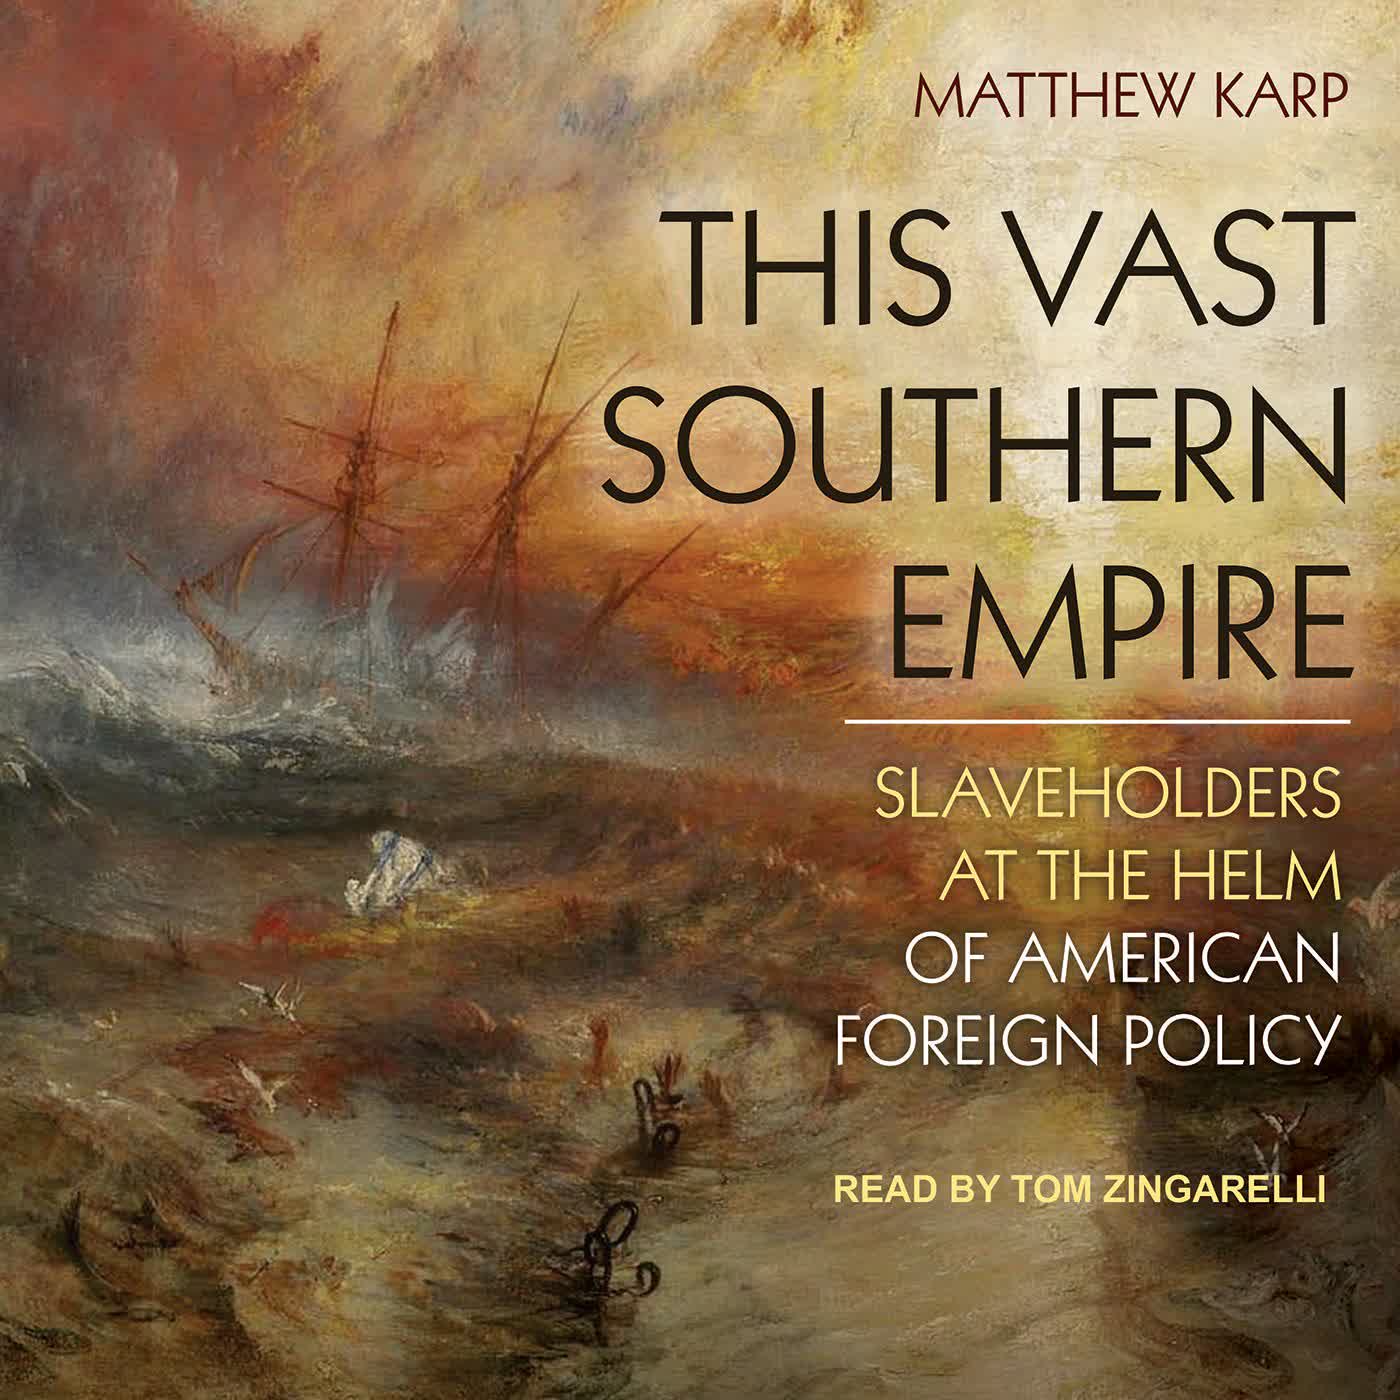 MATTHEW KARP
THIS VAST
SOUTHERN
EMPIRE
SLAVEHOLDERS
AT THE HELM
OF AMERICAN
FOREIGN POLICY
READ BY TOM ZINGARELLI